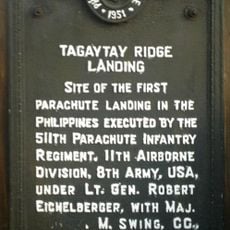 1951
TAGAYTAY RIDGE
LANDING
SITE OF THE FIRST
PARACHUTE LANDING IN THE
PHILIPPINES EXECUTED BY THE
511TH PARACHUTE INFANTRY
REGIMENT, 11TH AIRBORNE
DIVISION, 8TH ARMY, USA,
UNDER LT. GEN. ROBERT
EICHELBERGER, WITH MAJ.
M. SWING, CG,